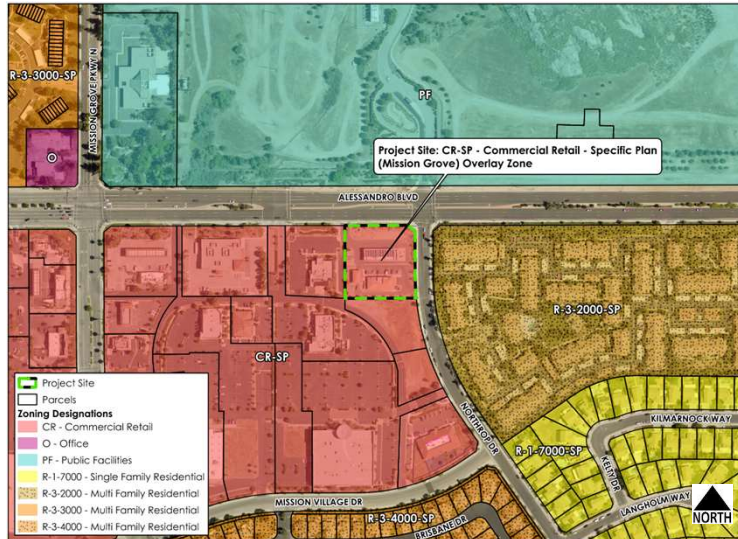 R-3-3000-SP
MISSION GROVE PKWY N
PF
O
Project Site: CR-SP - Commercial Retail - Specific Plan
(Mission Grove) Overlay Zone
ALESSANDRO BLVD
R-3-2000-SP
CR-SP
NORTHROP DR
Project Site
Parcels
Zoning Designations
CR - Commercial Retail
O - Office
PF - Public Facilities
R-1-7000 - Single Family Residential
R-3-2000 - Multi Family Residential
R-3-3000 - Multi Family Residential
R-3-4000 - Multi Family Residential
KILMARNOCK WAY
R-1-7000-SP
KELTY DR
LANGHOLM WAY
MISSION VILLAGE DR
R-3-4000-SP
BRISBANE DR
NORTH